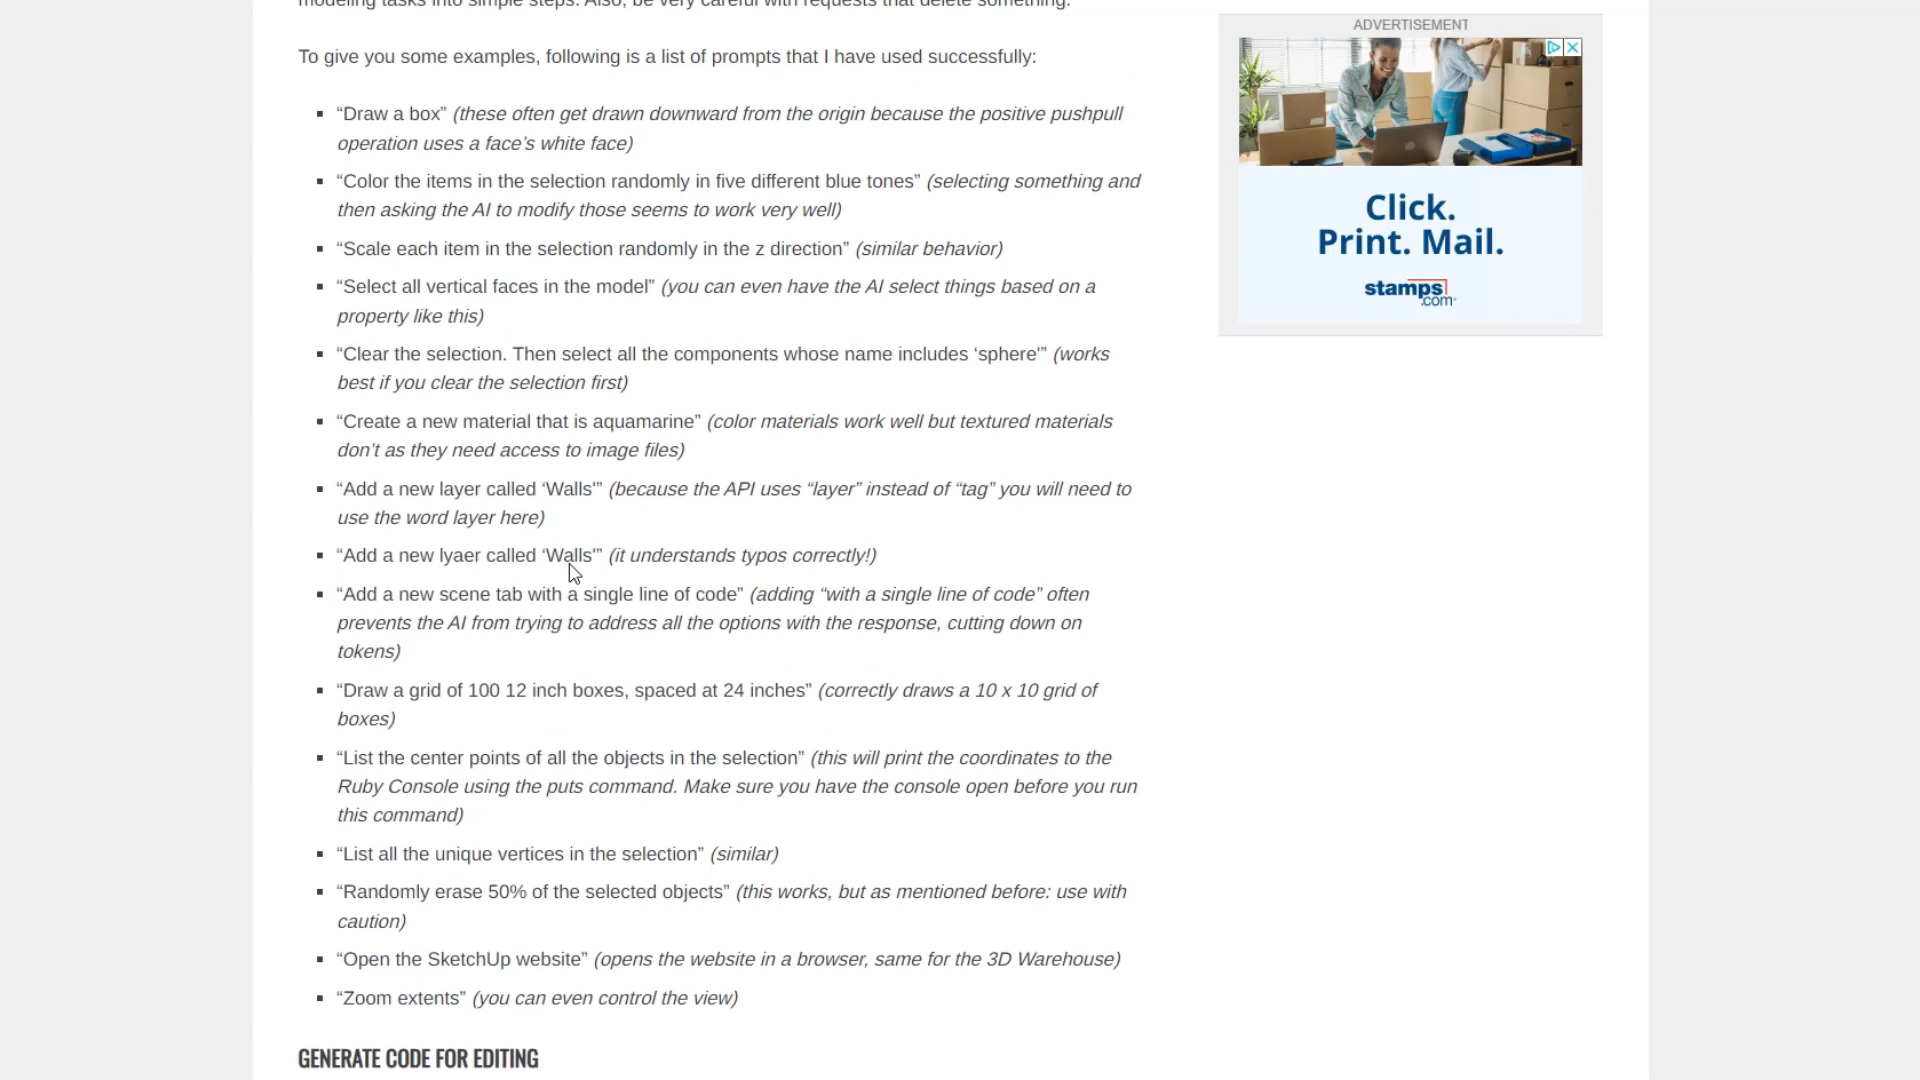 modeling tasks into simple steps. Also, be very careful with requests that delete something.
To give you some examples, following is a list of prompts that I have used successfully:
▪ “Draw a box” (these often get drawn downward from the origin because the positive pushpull
operation uses a face’s white face)
▪ “Color the items in the selection randomly in five different blue tones” (selecting something and
then asking the AI to modify those seems to work very well)
▪ “Scale each item in the selection randomly in the z direction” (similar behavior)
▪ “Select all vertical faces in the model” (you can even have the AI select things based on a
property like this)
▪ “Clear the selection. Then select all the components whose name includes ‘sphere'” (works
best if you clear the selection first)
▪ “Create a new material that is aquamarine” (color materials work well but textured materials
don’t as they need access to image files)
▪ “Add a new layer called ‘Walls'” (because the API uses “layer” instead of “tag” you will need to
use the word layer here)
▪ “Add a new lyaer called ‘Walls'” (it understands typos correctly!)
▪ “Add a new scene tab with a single line of code” (adding “with a single line of code” often
prevents the AI from trying to address all the options with the response, cutting down on
tokens)
▪ “Draw a grid of 100 12 inch boxes, spaced at 24 inches” (correctly draws a 10 x 10 grid of
boxes)
▪ “List the center points of all the objects in the selection” (this will print the coordinates to the
Ruby Console using the puts command. Make sure you have the console open before you run
this command)
▪ “List all the unique vertices in the selection” (similar)
▪ “Randomly erase 50% of the selected objects” (this works, but as mentioned before: use with
caution)
▪ “Open the SketchUp website” (opens the website in a browser, same for the 3D Warehouse)
▪ “Zoom extents” (you can even control the view)
GENERATE CODE FOR EDITING
ADVERTISEMENT
Click.
Print. Mail.
stamps
.com